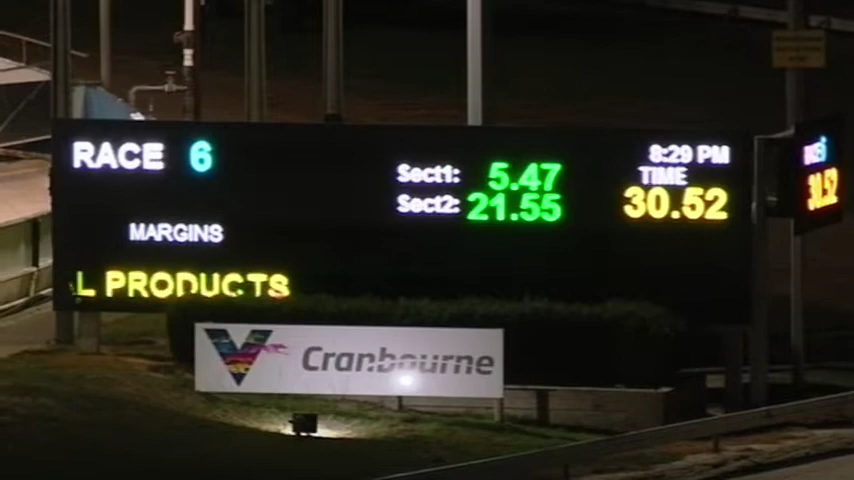 RACE 6
8:29 PM
Sect1: 5.47
TIME
Sect2: 21.55
30.52
MARGINS
L PRODUCTS
V Cranbourne
30.52